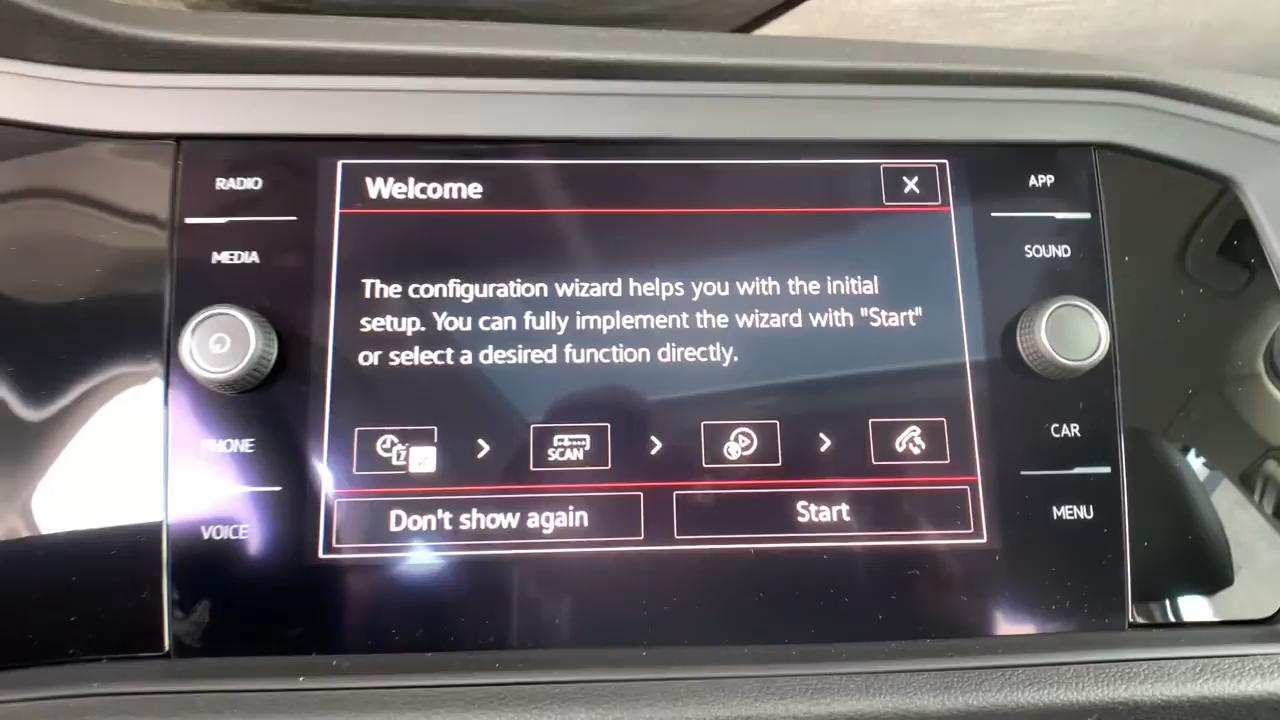 RADIO
MEDIA
PHONE
VOICE
Welcome
X
The configuration wizard helps you with the initial
setup. You can fully implement the wizard with "Start"
or select a desired function directly.
7
SCAN
Don't show again
Start
APP
SOUND
CAR
MENU